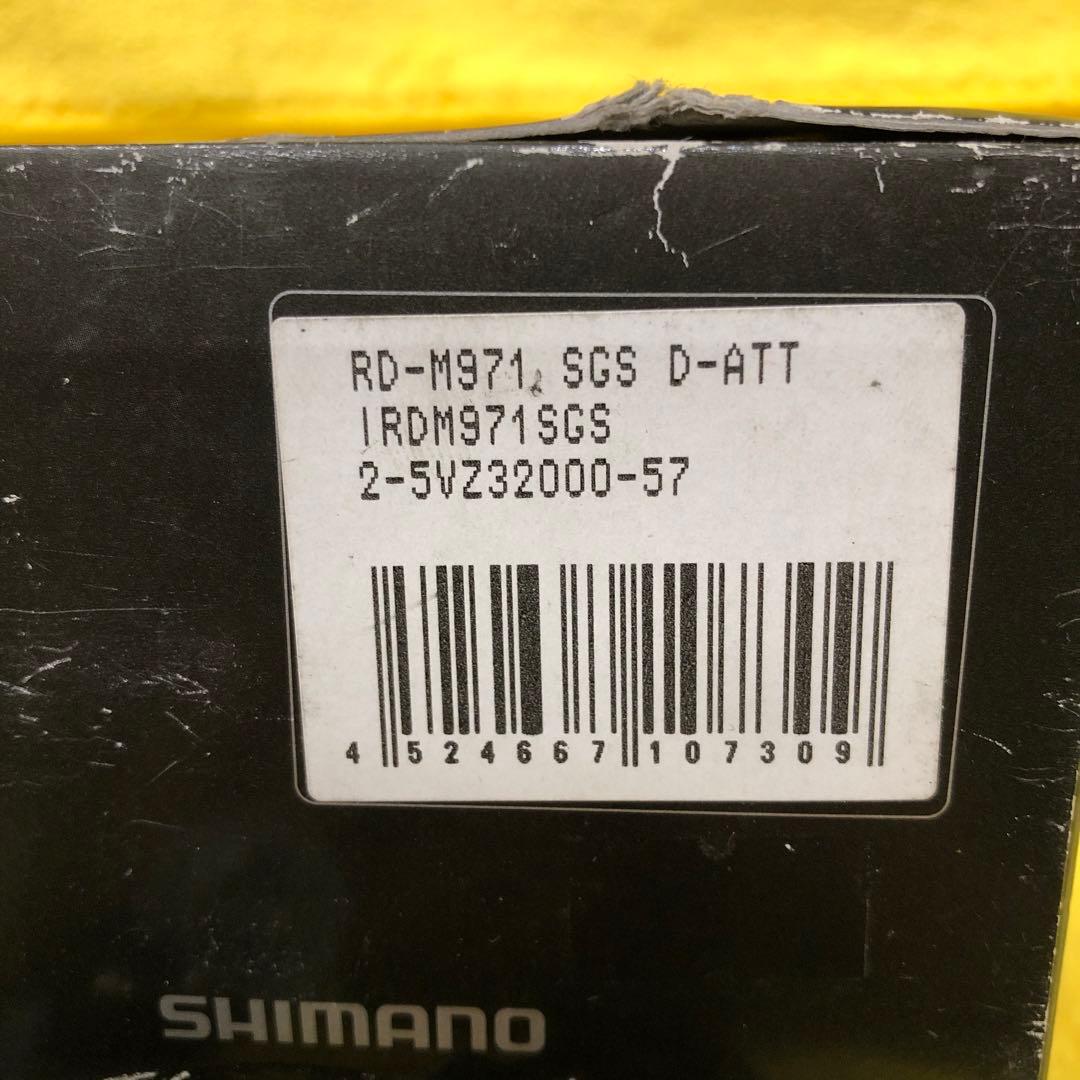 RD-M971, SGS D-ATT
IRDM971SGS
2-5VZ32000-57
4 524667 107309
SHIMANO